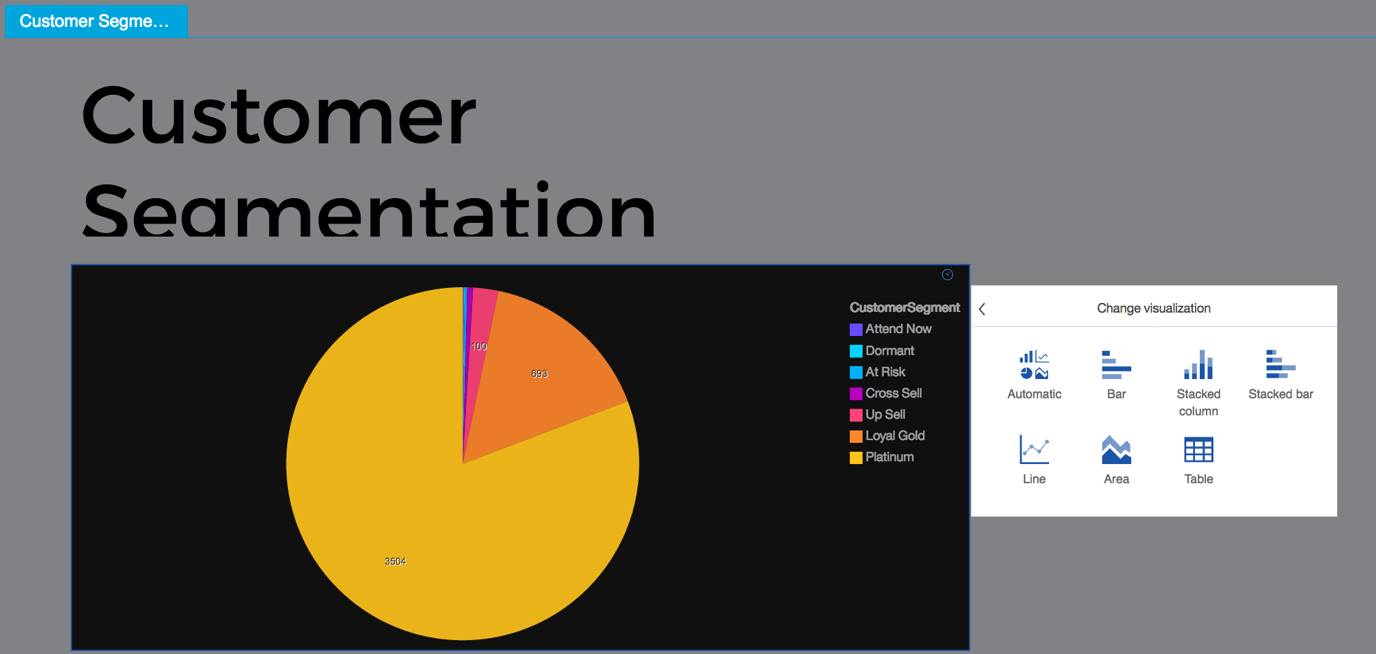 Customer Segme...
Customer
Segmentation
CustomerSegment
Attend Now
Dormant
At Risk
Cross Sell
Up Sell
Loyal Gold
Platinum
100
693
3504
Change visualization
Automatic
Bar
Stacked
column
Stacked bar
Line
Area
Table